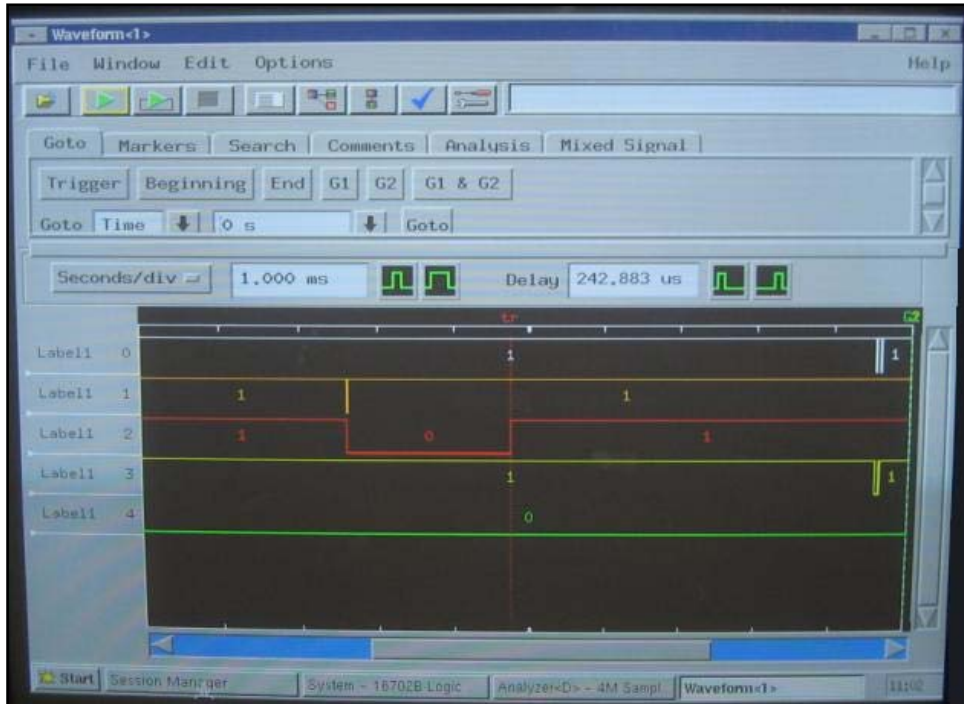 Waveform<1>
File Window Edit Options Help
Goto Markers Search Comments Analysis Mixed Signal
Trigger Beginning End G1 G2 G1 & G2
Goto Time 0 s Goto
Seconds/div 1.000 ms Delay 242.883 us
tr G2
Label1 0 1 1
Label1 1 1 1
Label1 2 1 0 1
Label1 3 1 1
Label1 4 0
Start Session Manager System - 16702B Logic Analyzer<D> - 4M Sampl Waveform<1> 11:02